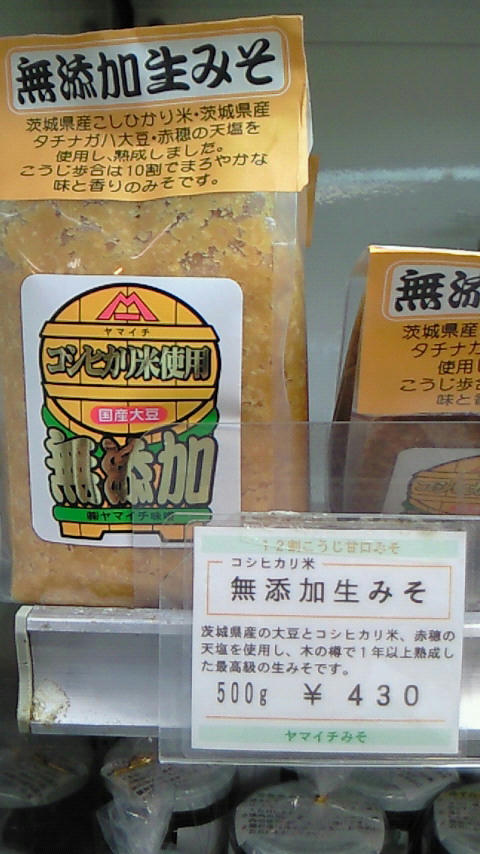 無添加生みそ
茨城県産こしひかり米・茨城県産
タチナガハ大豆・赤穂の天塩を
使用し、熟成しました。
こうじ歩合は10割でまろやかな
味と香りのみそです。
ヤマイチ
コシヒカリ米使用
国産大豆
無添加
㈱ヤマイチ味噌
無添
茨城県産
タチナガ
使用し
こうじ歩合
味と香
12割こうじ甘口みそ
コシヒカリ米
無添加生みそ
茨城県産の大豆とコシヒカリ米、赤穂の
天塩を使用し、木の樽で1年以上熟成し
た最高級の生みそです。
500g ¥430
ヤマイチみそ